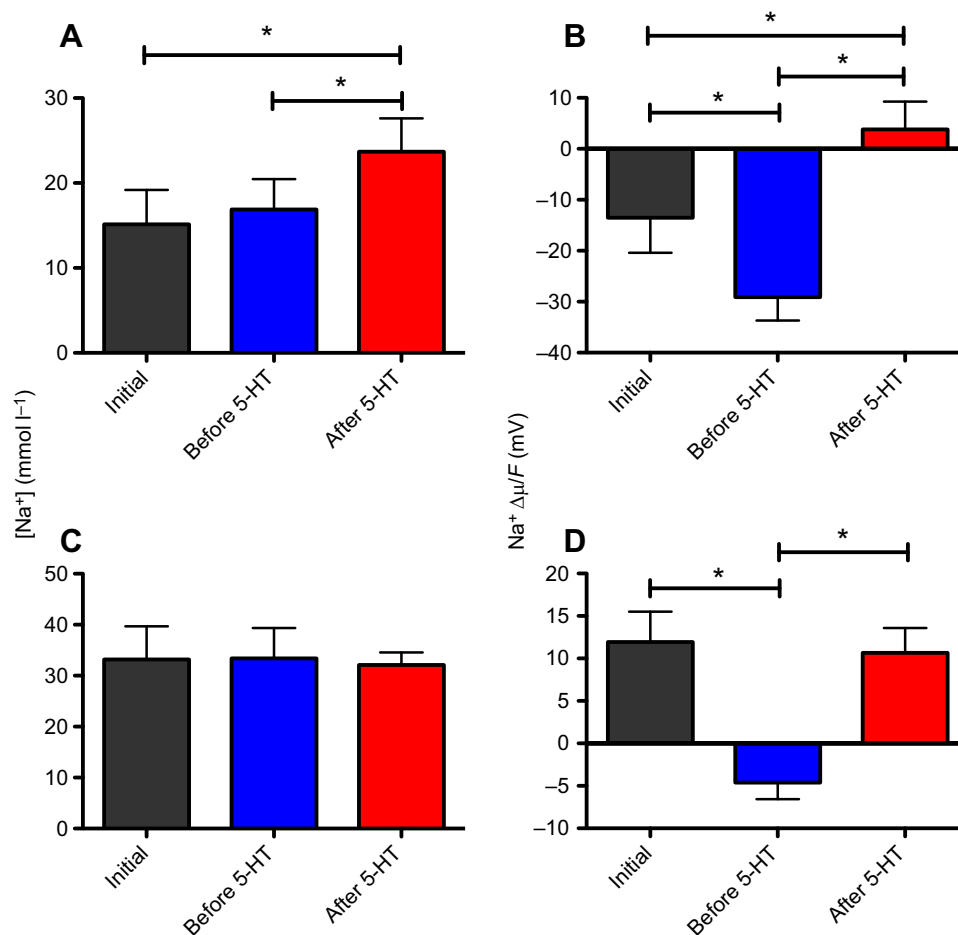 A
*
*
30
20
10
0
Initial
Before 5-HT
After 5-HT
B
*
*
*
10
0
–10
–20
–30
–40
Initial
Before 5-HT
After 5-HT
[Na⁺] (mmol l⁻¹)
Na⁺ Δμ/F (mV)
C
50
40
30
20
10
0
Initial
Before 5-HT
After 5-HT
D
*
*
20
15
10
5
0
–5
–10
Initial
Before 5-HT
After 5-HT